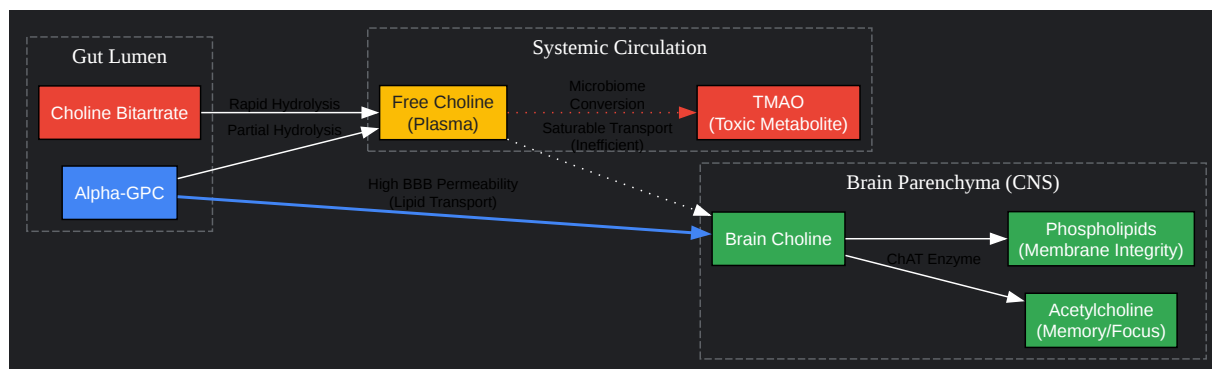 Gut Lumen
Choline Bitartrate
Alpha-GPC
Rapid Hydrolysis
Partial Hydrolysis
High BBB Permeability
(Lipid Transport)
Systemic Circulation
Free Choline
(Plasma)
Microbiome
Conversion
Saturable Transport
(Inefficient)
TMAO
(Toxic Metabolite)
Brain Parenchyma (CNS)
Brain Choline
ChAT Enzyme
Phospholipids
(Membrane Integrity)
Acetylcholine
(Memory/Focus)